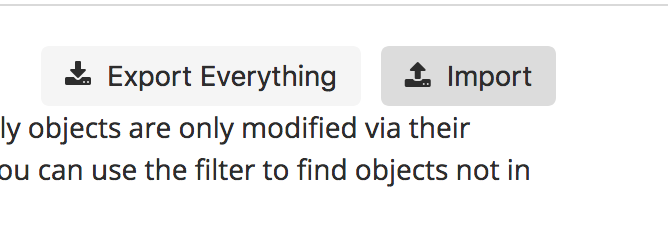 Export Everything Import
ly objects are only modified via their
ou can use the filter to find objects not in